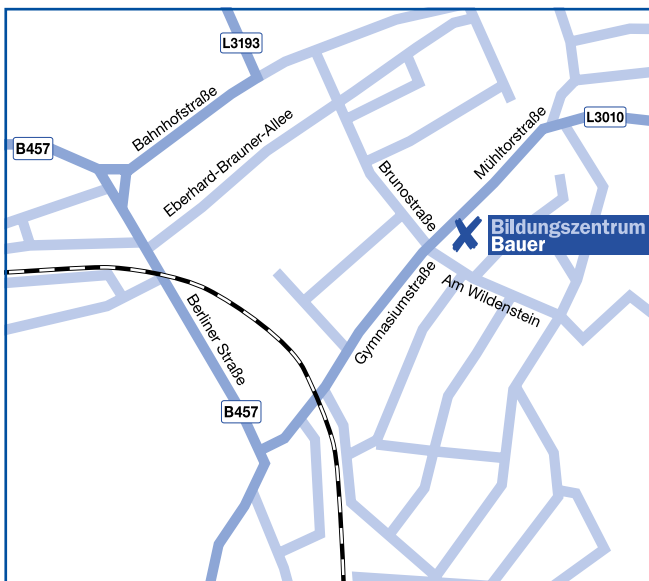 L3193
Bahnhofstraße
B457
Eberhard-Brauner-Allee
Mühltorstraße
L3010
Brunostraße
Bildungszentrum
Bauer
Gymnasiumstraße
Am Wildenstein
Berliner Straße
B457